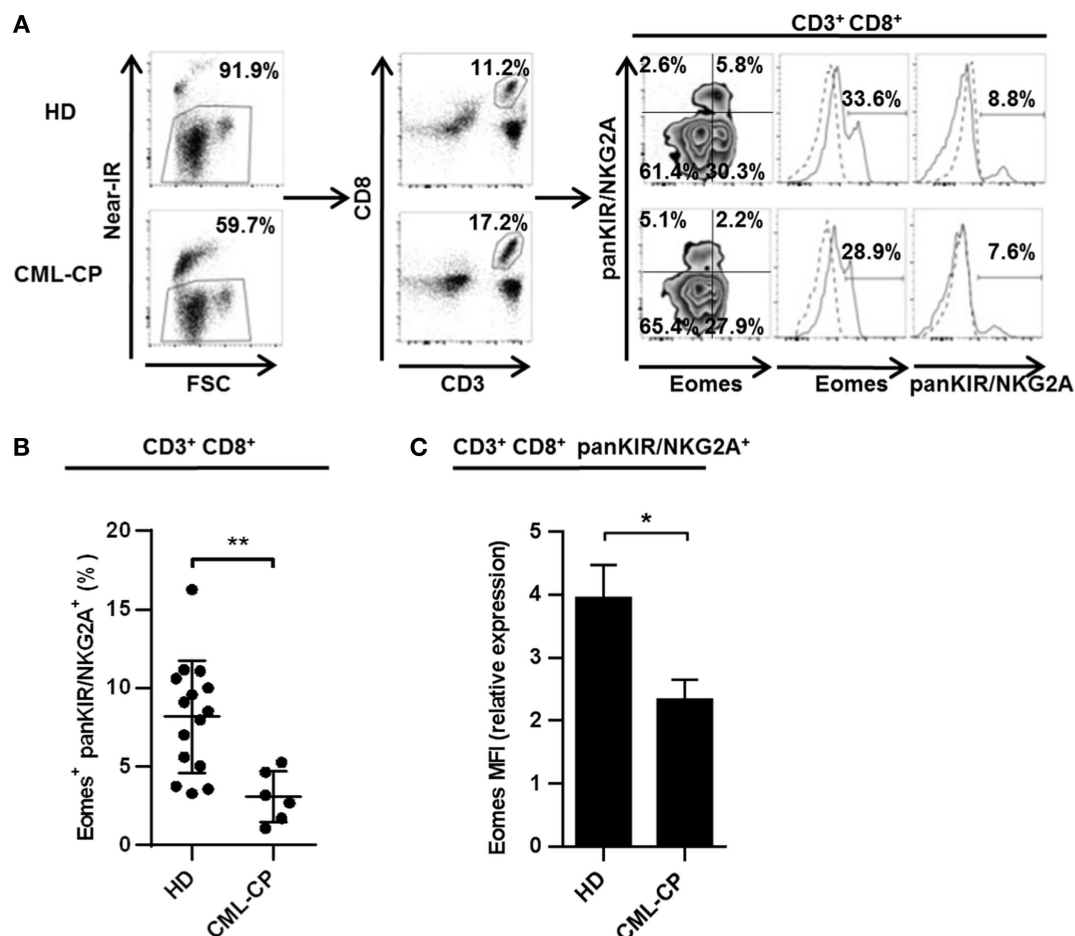 A
CD3⁺ CD8⁺
HD
91.9%
11.2%
2.6% 5.8%
61.4% 30.3%
33.6%
8.8%
Near-IR
CD8
panKIR/NKG2A
CML-CP
59.7%
17.2%
5.1% 2.2%
65.4% 27.9%
28.9%
7.6%
FSC
CD3
Eomes
Eomes
panKIR/NKG2A
B
CD3⁺ CD8⁺
Eomes⁺ panKIR/NKG2A⁺ (%)
20
15
10
5
0
**
HD
CML-CP
C
CD3⁺ CD8⁺ panKIR/NKG2A⁺
Eomes MFI (relative expression)
5
4
3
2
1
0
*
HD
CML-CP